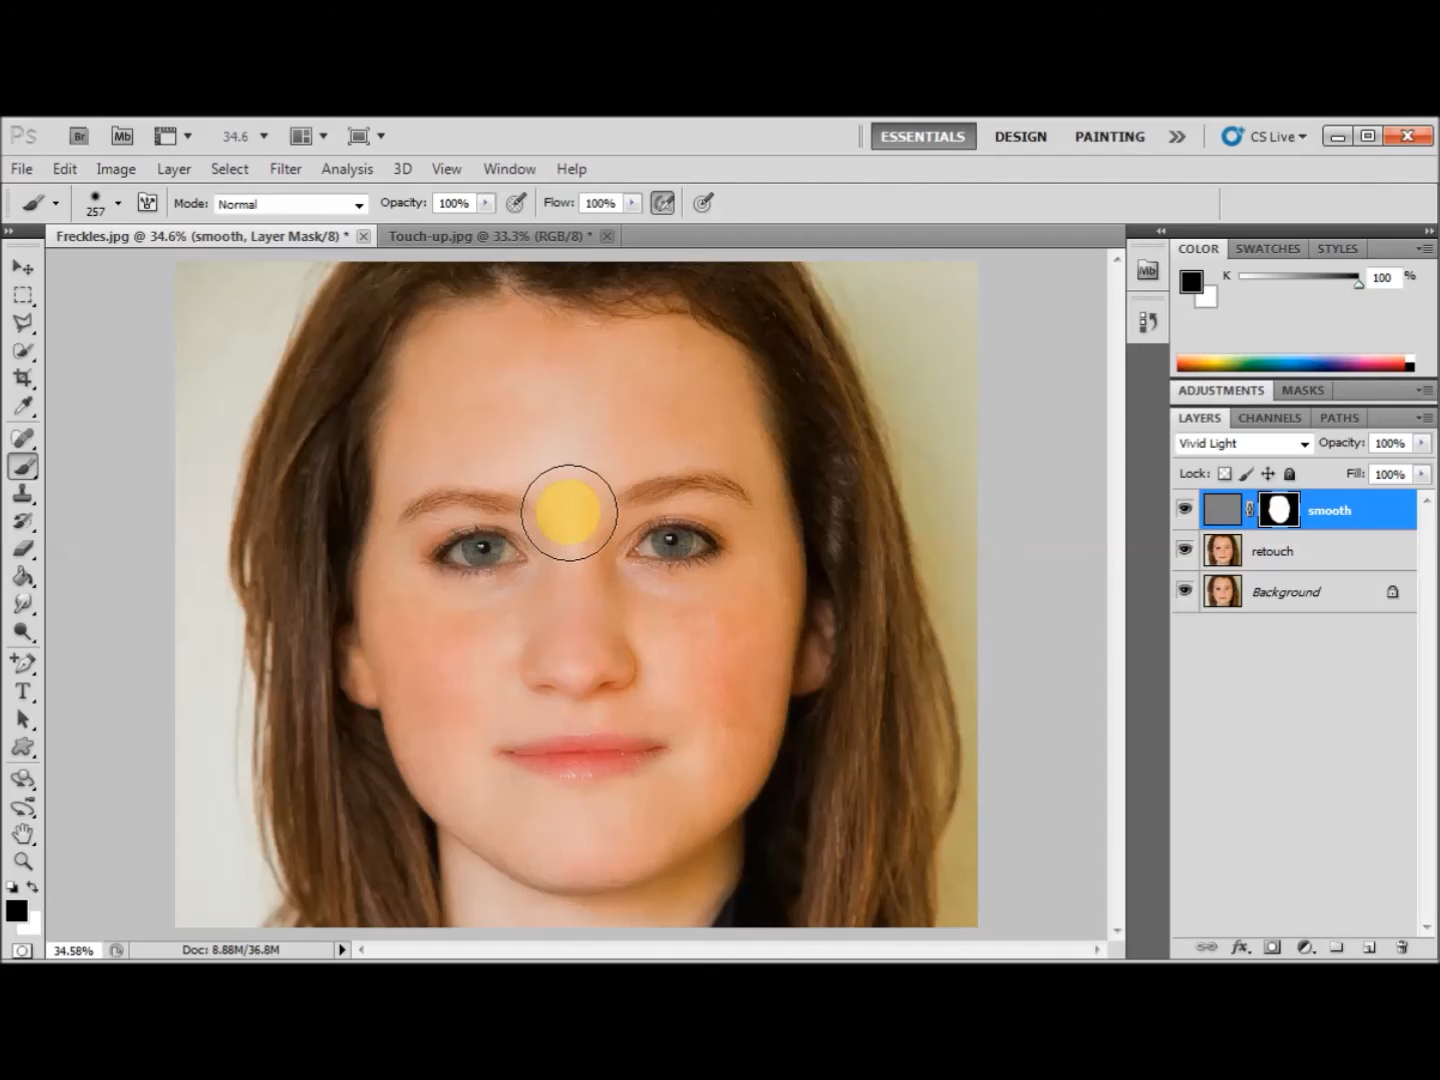 Ps Br Mb 34.6 ESSENTIALS DESIGN PAINTING CS Live
File Edit Image Layer Select Filter Analysis 3D View Window Help
257 Mode: Normal Opacity: 100% Flow: 100%
Freckles.jpg @ 34.6% (smooth, Layer Mask/8) * Touch-up.jpg @ 33.3% (RGB/8) *
COLOR SWATCHES STYLES
Mb
K 100 %
ADJUSTMENTS MASKS
LAYERS CHANNELS PATHS
Vivid Light Opacity: 100%
Lock: Fill: 100%
smooth
retouch
Background
T
fx
34.58% Doc: 8.88M/36.8M